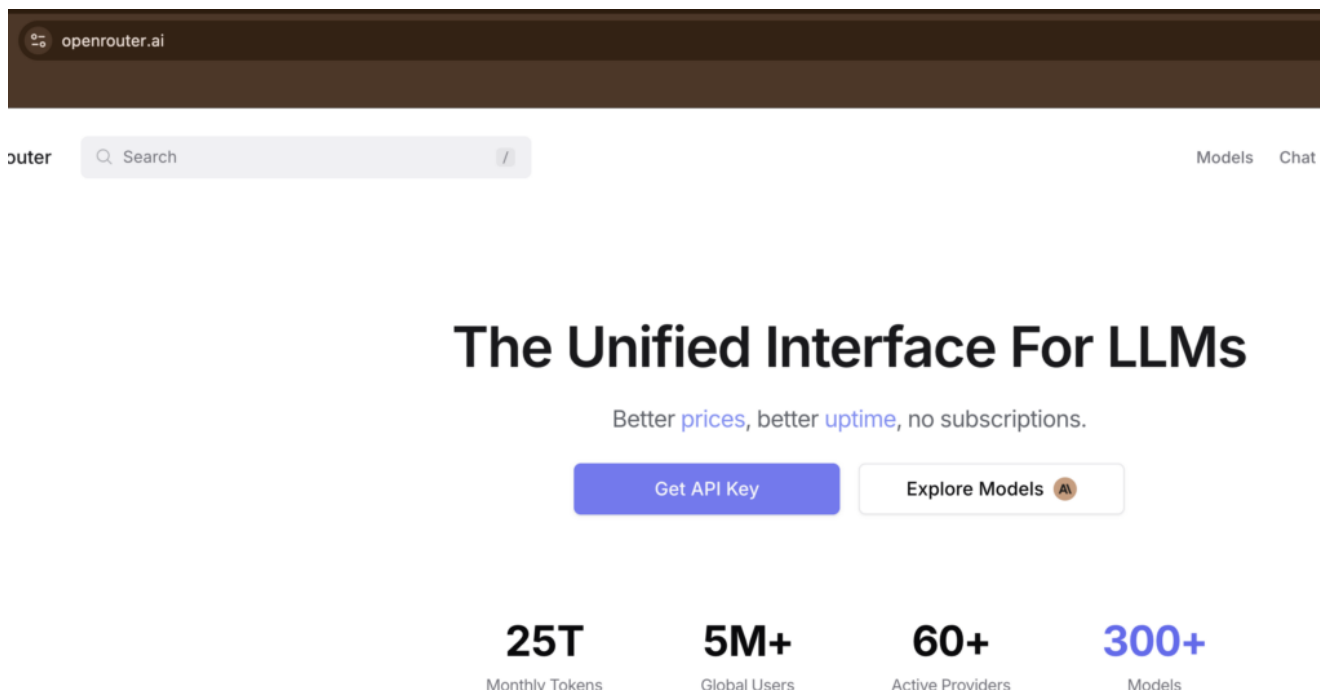 openrouter.ai
outer
Search /
Models Chat
The Unified Interface For LLMs
Better prices, better uptime, no subscriptions.
Get API Key
Explore Models
25T 5M+ 60+ 300+
Monthly Tokens Global Users Active Providers Models